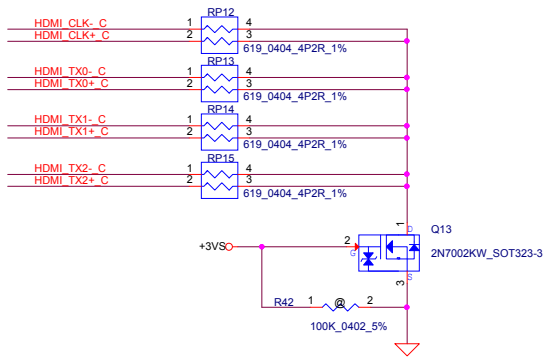 RP12
HDMI_CLK-_C 1 4
HDMI_CLK+_C 2 3
619_0404_4P2R_1%
RP13
HDMI_TX0-_C 1 4
HDMI_TX0+_C 2 3
619_0404_4P2R_1%
RP14
HDMI_TX1-_C 1 4
HDMI_TX1+_C 2 3
619_0404_4P2R_1%
RP15
HDMI_TX2-_C 1 4
HDMI_TX2+_C 2 3
619_0404_4P2R_1%
1 D Q13
+3VS 2 G 2N7002KW_SOT323-3
3 S
R42 1 @ 2
100K_0402_5%